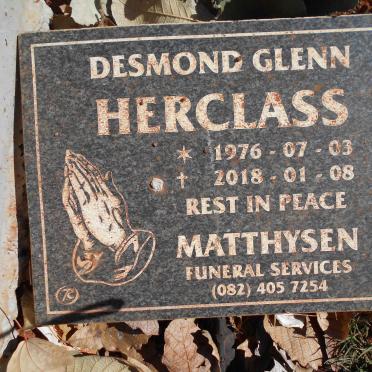 DESMOND GLENN
HERCLASS
* 1976 - 07 - 03
† 2018 - 01 - 08
REST IN PEACE
MATTHYSEN
FUNERAL SERVICES
(082) 405 7254